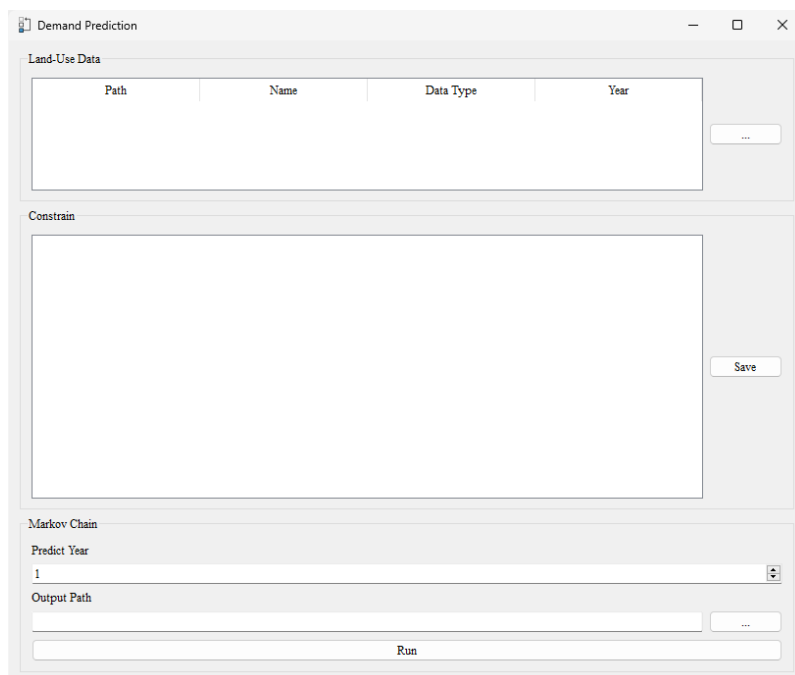 Demand Prediction
Land-Use Data
Path Name Data Type Year
...
Constrain
Save
Markov Chain
Predict Year
1
Output Path
...
Run